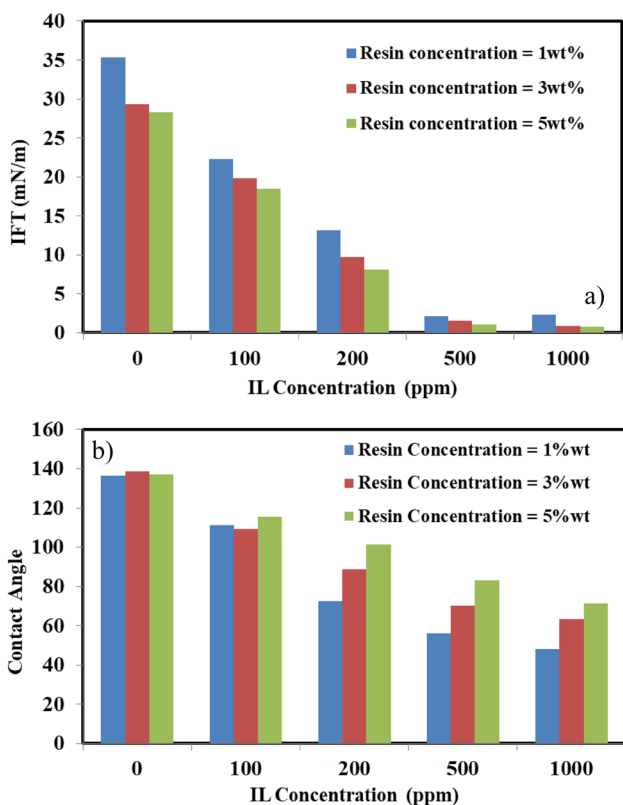 40
35
30
25
20
15
10
5
0
IFT (mN/m)
Resin concentration = 1wt%
Resin concentration = 3wt%
Resin concentration = 5wt%
a)
0 100 200 500 1000
IL Concentration (ppm)
b)
160
140
120
100
80
60
40
20
0
Contact Angle
Resin Concentration = 1%wt
Resin Concentration = 3%wt
Resin Concentration = 5%wt
0 100 200 500 1000
IL Concentration (ppm)